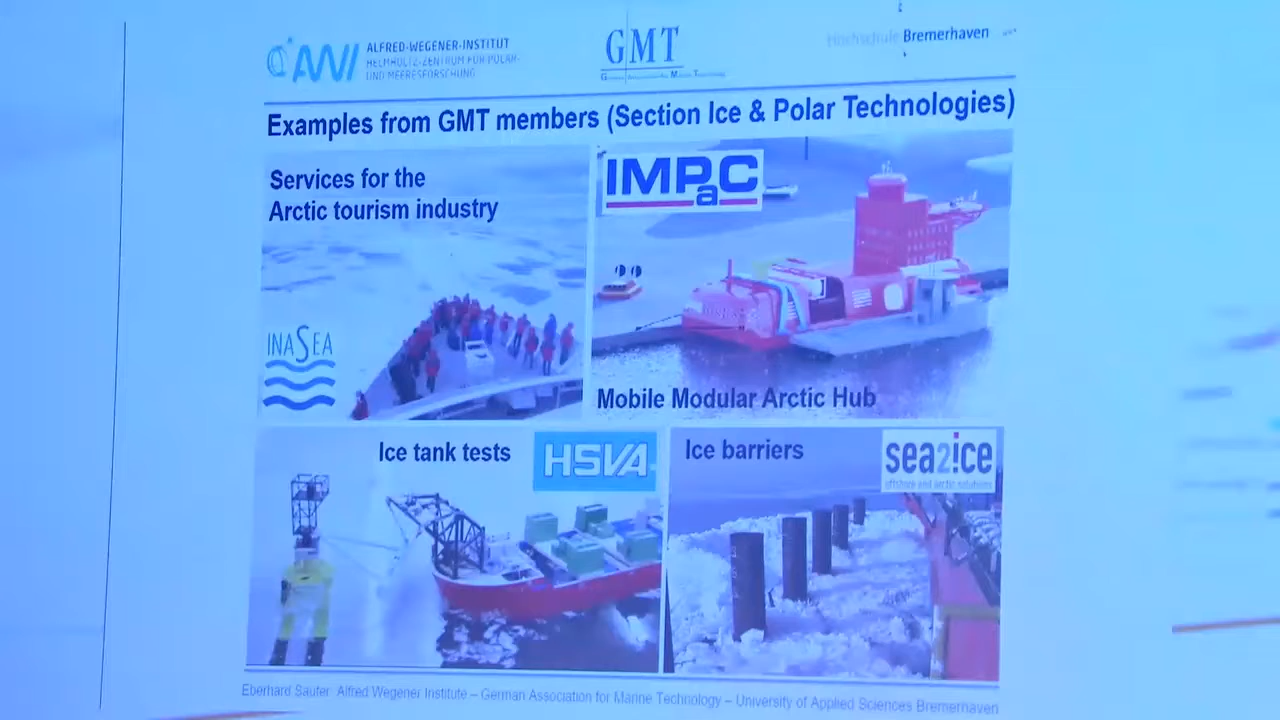 AWI
ALFRED-WEGENER-INSTITUT
HELMHOLTZ-ZENTRUM FÜR POLAR-
UND MEERESFORSCHUNG
GMT
Hochschule Bremerhaven
Examples from GMT members (Section Ice & Polar Technologies)
Services for the
Arctic tourism industry
INASEA
IMPaC
Mobile Modular Arctic Hub
Ice tank tests
HSVA
Ice barriers
sea2ice
offshore and arctic solutions
Eberhard Sauter: Alfred Wegener Institute – German Association for Marine Technology – University of Applied Sciences Bremerhaven